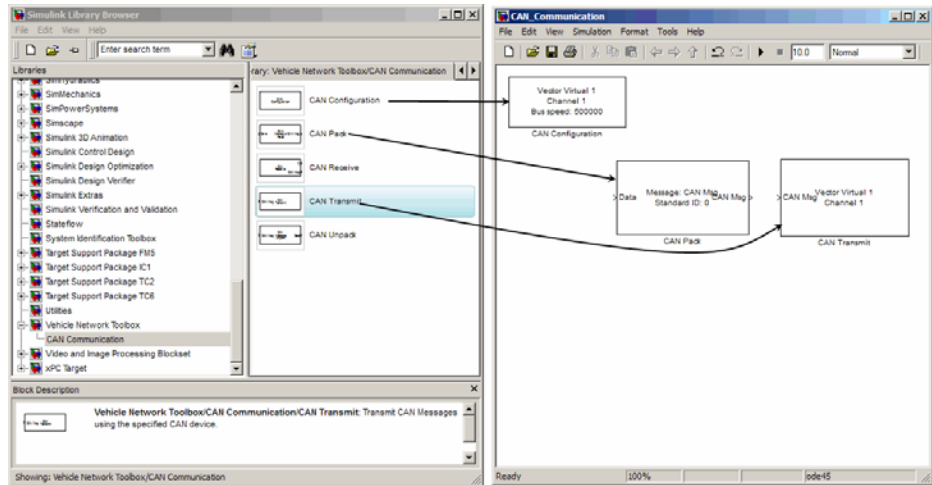 Simulink Library Browser
File Edit View Help
Enter search term
Libraries
rary: Vehicle Network Toolbox/CAN Communication
SimHydraulics
SimMechanics
SimPowerSystems
Simscape
Simulink 3D Animation
Simulink Control Design
Simulink Design Optimization
Simulink Design Verifier
Simulink Extras
Simulink Verification and Validation
Stateflow
System Identification Toolbox
Target Support Package FM5
Target Support Package IC1
Target Support Package TC2
Target Support Package TC6
Utilities
Vehicle Network Toolbox
CAN Communication
Video and Image Processing Blockset
xPC Target
CAN Configuration
CAN Pack
CAN Receive
CAN Transmit
CAN Unpack
Block Description
Vehicle Network Toolbox/CAN Communication/CAN Transmit: Transmit CAN Messages
using the specified CAN device.
Showing: Vehicle Network Toolbox/CAN Communication
CAN_Communication
File Edit View Simulation Format Tools Help
10.0
Normal
Vector Virtual 1
Channel 1
Bus speed: 500000
CAN Configuration
Data
Message: CAN Msg
Standard ID: 0
CAN Msg
CAN Pack
CAN Msg
Vector Virtual 1
Channel 1
CAN Transmit
Ready
100%
ode45